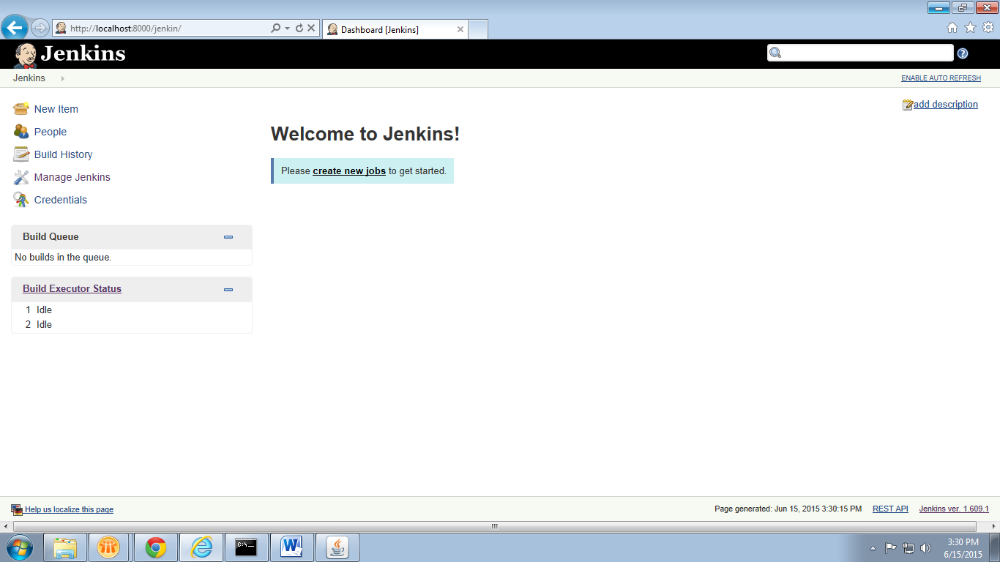 http://localhost:8000/jenkin/
Dashboard [Jenkins]
Jenkins
Jenkins
ENABLE AUTO REFRESH
New Item
People
Build History
Manage Jenkins
Credentials
add description
Welcome to Jenkins!
Please create new jobs to get started.
Build Queue
No builds in the queue.
Build Executor Status
1 Idle
2 Idle
Help us localize this page
Page generated: Jun 15, 2015 3:30:15 PM REST API Jenkins ver. 1.609.1
C:\_
W
3:30 PM
6/15/2015